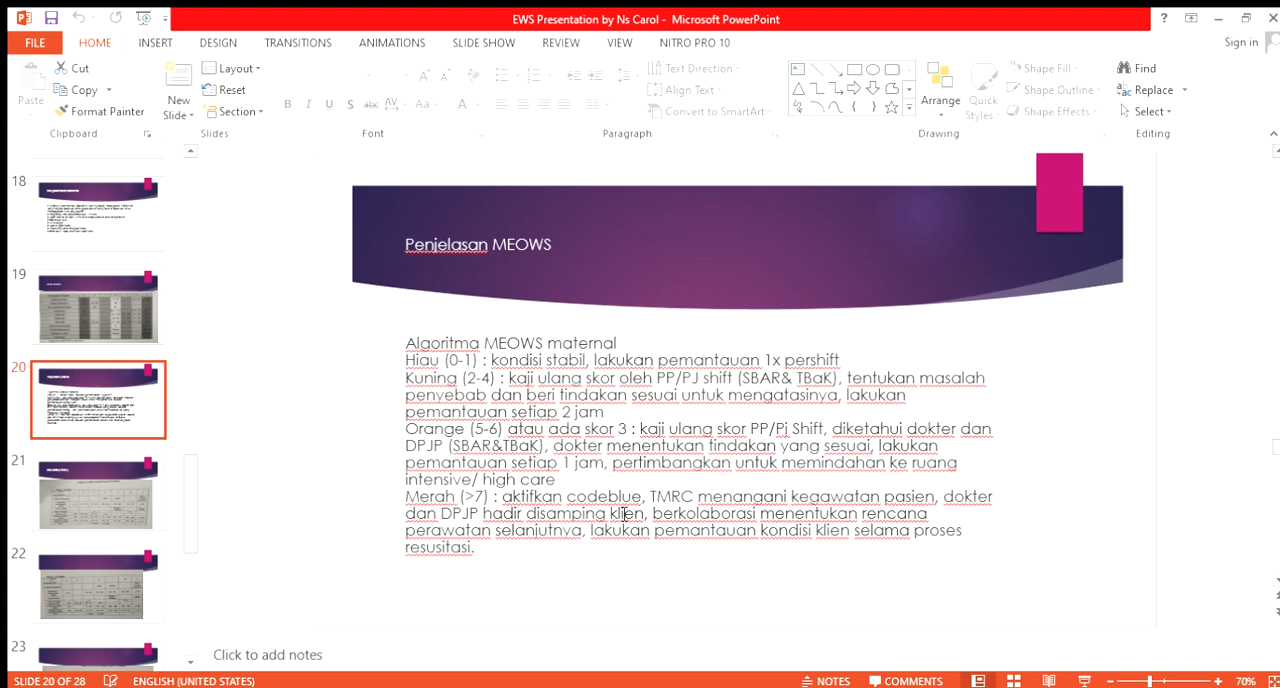 EWS Presentation by Ns Carol - Microsoft PowerPoint
FILE HOME INSERT DESIGN TRANSITIONS ANIMATIONS SLIDE SHOW REVIEW VIEW NITRO PRO 10 Sign in
Paste
Cut
Copy
Format Painter
Clipboard
New
Slide
Layout
Reset
Section
Slides
B I U S abc AV Aa A
Font
Text Direction
Align Text
Convert to SmartArt
Paragraph
Arrange
Quick
Styles
Shape Fill
Shape Outline
Shape Effects
Drawing
Find
Replace
Select
Editing
18
19
20
21
22
23
Penjelasan MEOWS
Algoritma MEOWS maternal
Hiau (0-1) : kondisi stabil, lakukan pemantauan 1x pershift
Kuning (2-4) : kaji ulang skor oleh PP/PJ shift (SBAR& TBaK), tentukan masalah
penyebab dan beri tindakan sesuai untuk mengatasinya, lakukan
pemantauan setiap 2 jam
Orange (5-6) atau ada skor 3 : kaji ulang skor PP/Pj Shift, diketahui dokter dan
DPJP (SBAR&TBaK), dokter menentukan tindakan yang sesuai, lakukan
pemantauan setiap 1 jam, pertimbangkan untuk memindahan ke ruang
intensive/ high care
Merah (>7) : aktifkan codeblue, TMRC menangani kegawatan pasien, dokter
dan DPJP hadir disamping klien, berkolaborasi menentukan rencana
perawatan selanjutnya, lakukan pemantauan kondisi klien selama proses
resusitasi.
Click to add notes
SLIDE 20 OF 28 ENGLISH (UNITED STATES) NOTES COMMENTS 70%